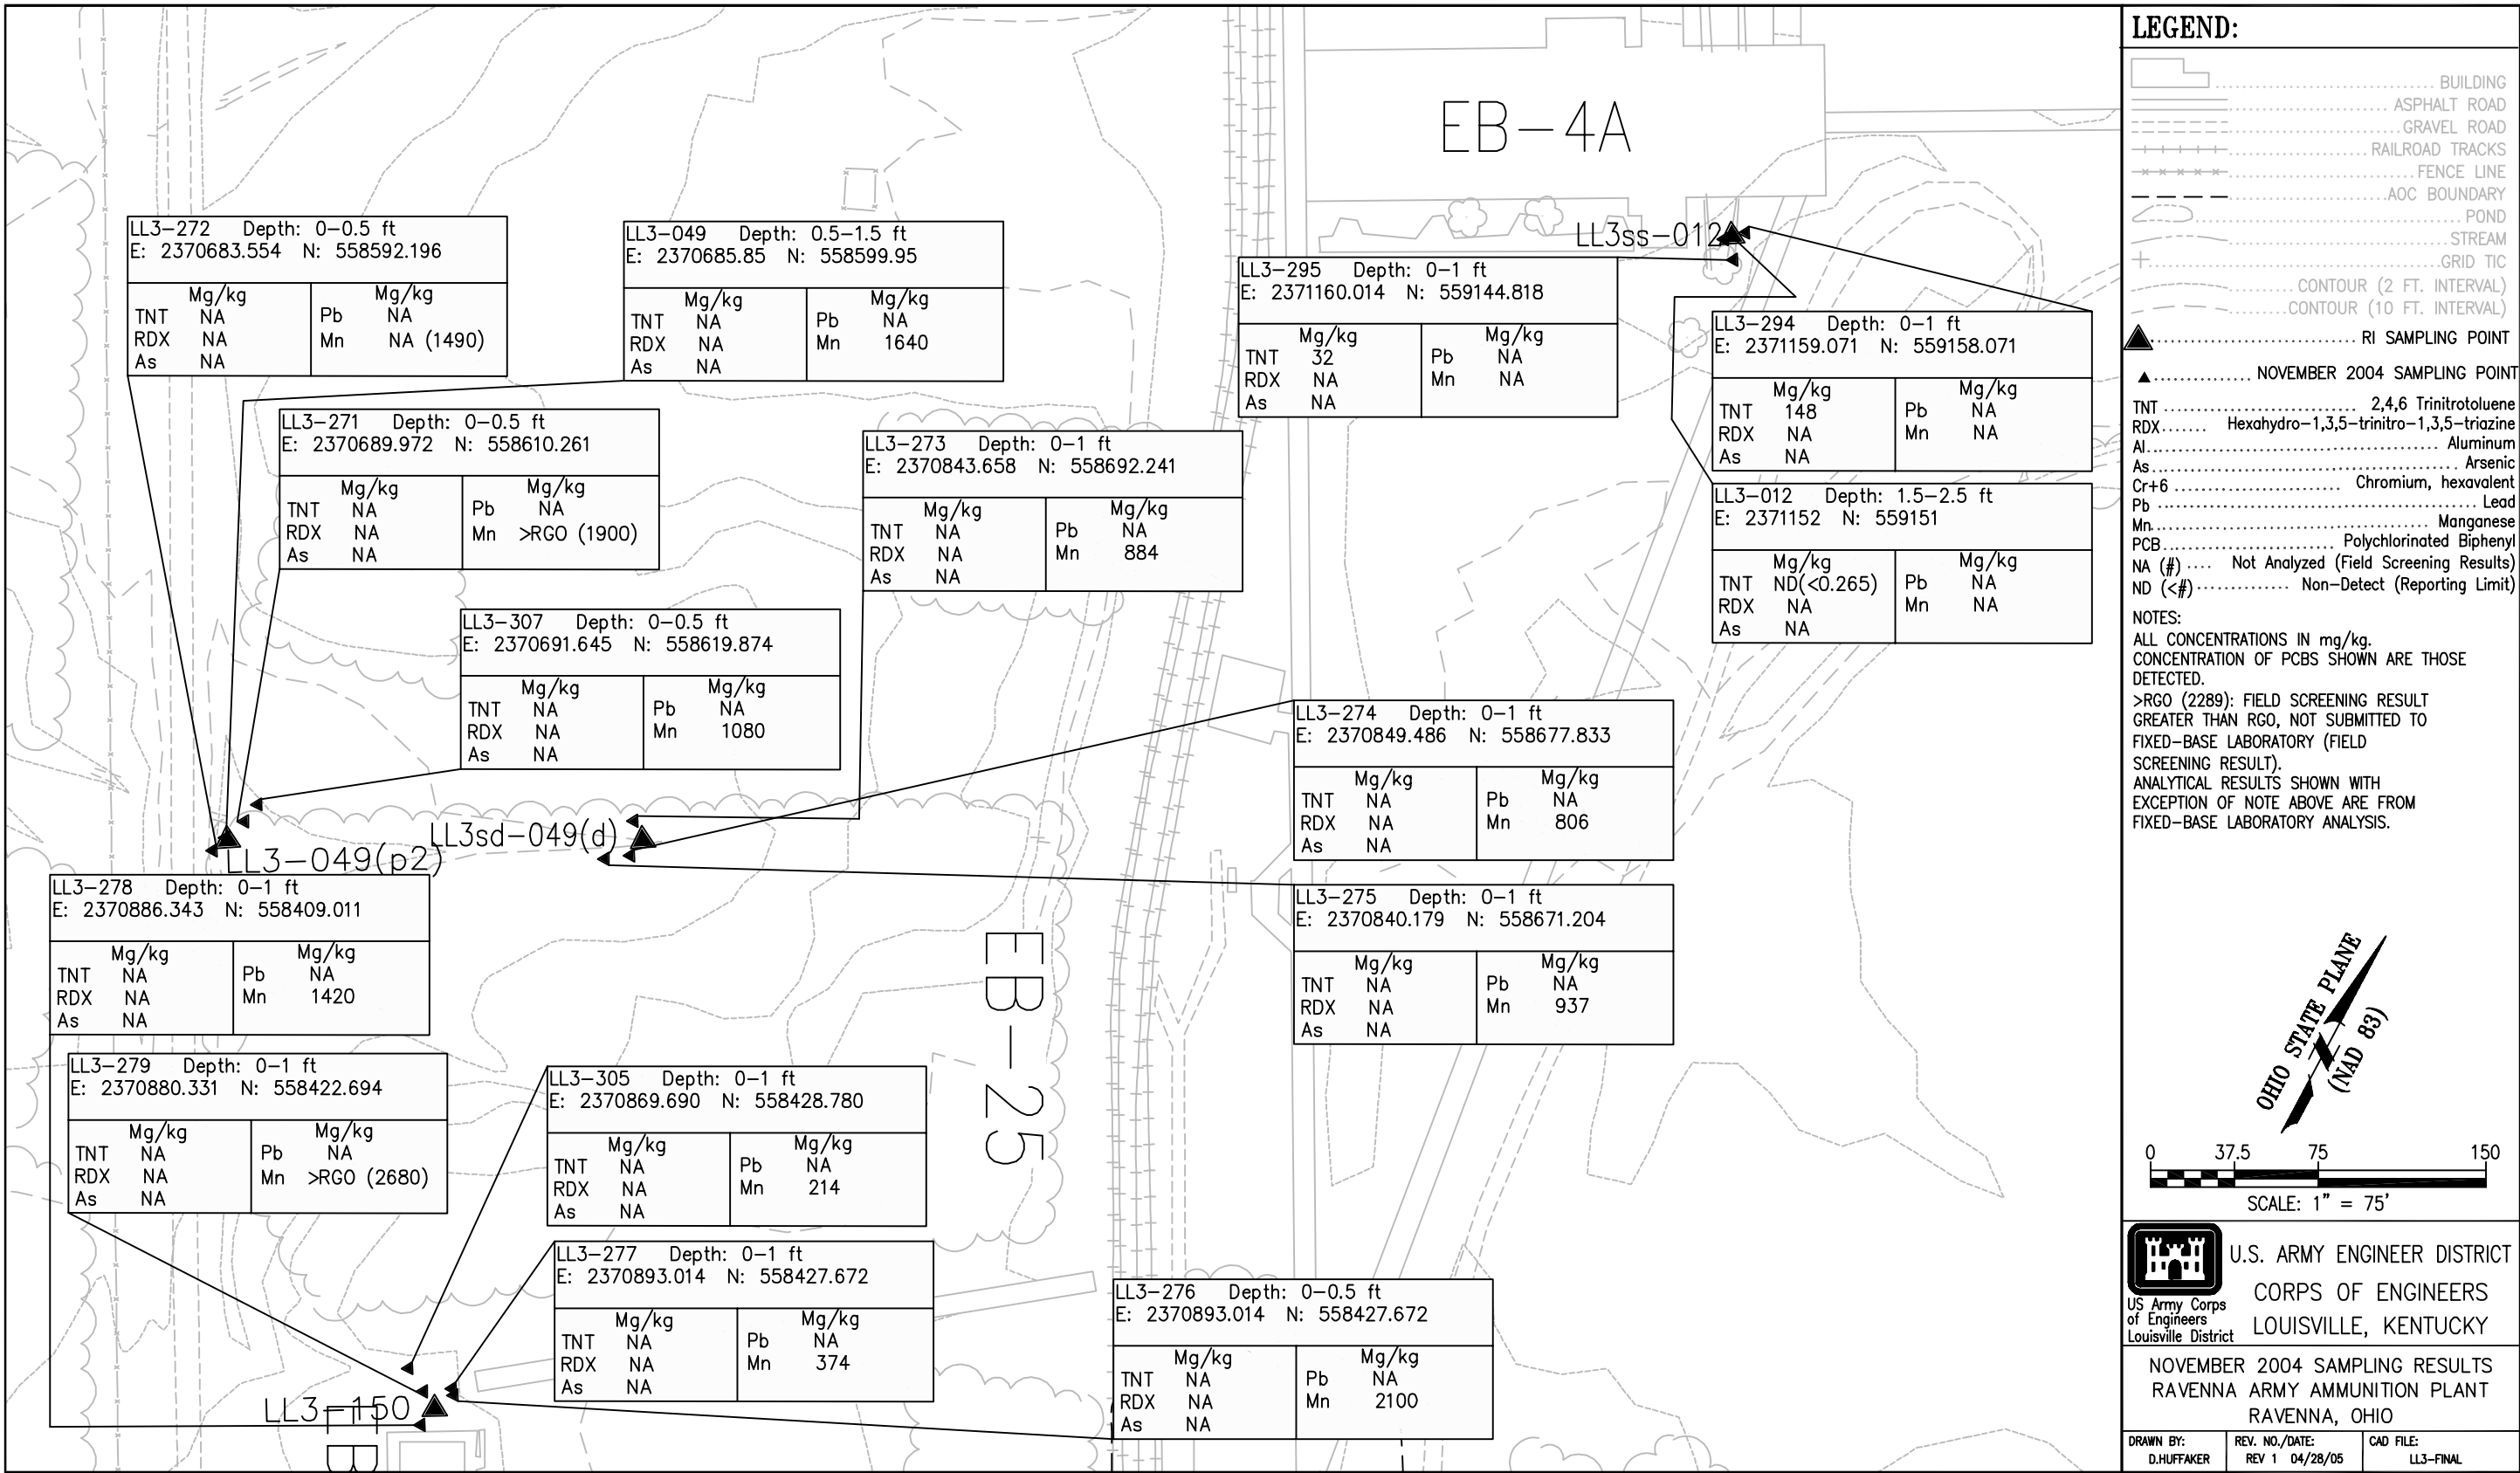 EB-4A
LL3ss-012
LL3-272 Depth: 0-0.5 ft
E: 2370683.554 N: 558592.196
Mg/kg Mg/kg
TNT NA Pb NA
RDX NA Mn NA (1490)
As NA
LL3-049 Depth: 0.5-1.5 ft
E: 2370685.85 N: 558599.95
Mg/kg Mg/kg
TNT NA Pb NA
RDX NA Mn 1640
As NA
LL3-295 Depth: 0-1 ft
E: 2371160.014 N: 559144.818
Mg/kg Mg/kg
TNT 32 Pb NA
RDX NA Mn NA
As NA
LL3-294 Depth: 0-1 ft
E: 2371159.071 N: 559158.071
Mg/kg Mg/kg
TNT 148 Pb NA
RDX NA Mn NA
As NA
LL3-271 Depth: 0-0.5 ft
E: 2370689.972 N: 558610.261
Mg/kg Mg/kg
TNT NA Pb NA
RDX NA Mn >RGO (1900)
As NA
LL3-273 Depth: 0-1 ft
E: 2370843.658 N: 558692.241
Mg/kg Mg/kg
TNT NA Pb NA
RDX NA Mn 884
As NA
LL3-012 Depth: 1.5-2.5 ft
E: 2371152 N: 559151
Mg/kg Mg/kg
TNT ND(<0.265) Pb NA
RDX NA Mn NA
As NA
LL3-307 Depth: 0-0.5 ft
E: 2370691.645 N: 558619.874
Mg/kg Mg/kg
TNT NA Pb NA
RDX NA Mn 1080
As NA
LL3-274 Depth: 0-1 ft
E: 2370849.486 N: 558677.833
Mg/kg Mg/kg
TNT NA Pb NA
RDX NA Mn 806
As NA
LL3sd-049(d)
LL3-049(p2)
LL3-278 Depth: 0-1 ft
E: 2370886.343 N: 558409.011
Mg/kg Mg/kg
TNT NA Pb NA
RDX NA Mn 1420
As NA
LL3-275 Depth: 0-1 ft
E: 2370840.179 N: 558671.204
Mg/kg Mg/kg
TNT NA Pb NA
RDX NA Mn 937
As NA
EB-25
LL3-279 Depth: 0-1 ft
E: 2370880.331 N: 558422.694
Mg/kg Mg/kg
TNT NA Pb NA
RDX NA Mn >RGO (2680)
As NA
LL3-305 Depth: 0-1 ft
E: 2370869.690 N: 558428.780
Mg/kg Mg/kg
TNT NA Pb NA
RDX NA Mn 214
As NA
LL3-277 Depth: 0-1 ft
E: 2370893.014 N: 558427.672
Mg/kg Mg/kg
TNT NA Pb NA
RDX NA Mn 374
As NA
LL3-276 Depth: 0-0.5 ft
E: 2370893.014 N: 558427.672
Mg/kg Mg/kg
TNT NA Pb NA
RDX NA Mn 2100
As NA
LL3-150
EB
LEGEND:
BUILDING
ASPHALT ROAD
GRAVEL ROAD
RAILROAD TRACKS
FENCE LINE
AOC BOUNDARY
POND
STREAM
GRID TIC
CONTOUR (2 FT. INTERVAL)
CONTOUR (10 FT. INTERVAL)
RI SAMPLING POINT
NOVEMBER 2004 SAMPLING POINT
TNT 2,4,6 Trinitrotoluene
RDX Hexahydro-1,3,5-trinitro-1,3,5-triazine
Al Aluminum
As Arsenic
Cr+6 Chromium, hexavalent
Pb Lead
Mn Manganese
PCB Polychlorinated Biphenyl
NA (#) Not Analyzed (Field Screening Results)
ND (<#) Non-Detect (Reporting Limit)
NOTES:
ALL CONCENTRATIONS IN mg/kg.
CONCENTRATION OF PCBS SHOWN ARE THOSE
DETECTED.
>RGO (2289): FIELD SCREENING RESULT
GREATER THAN RGO, NOT SUBMITTED TO
FIXED-BASE LABORATORY (FIELD
SCREENING RESULT).
ANALYTICAL RESULTS SHOWN WITH
EXCEPTION OF NOTE ABOVE ARE FROM
FIXED-BASE LABORATORY ANALYSIS.
OHIO STATE PLANE
(NAD 83)
0 37.5 75 150
SCALE: 1" = 75'
US Army Corps
of Engineers
Louisville District
U.S. ARMY ENGINEER DISTRICT
CORPS OF ENGINEERS
LOUISVILLE, KENTUCKY
NOVEMBER 2004 SAMPLING RESULTS
RAVENNA ARMY AMMUNITION PLANT
RAVENNA, OHIO
DRAWN BY: REV. NO./DATE: CAD FILE:
D.HUFFAKER REV 1 04/28/05 LL3-FINAL